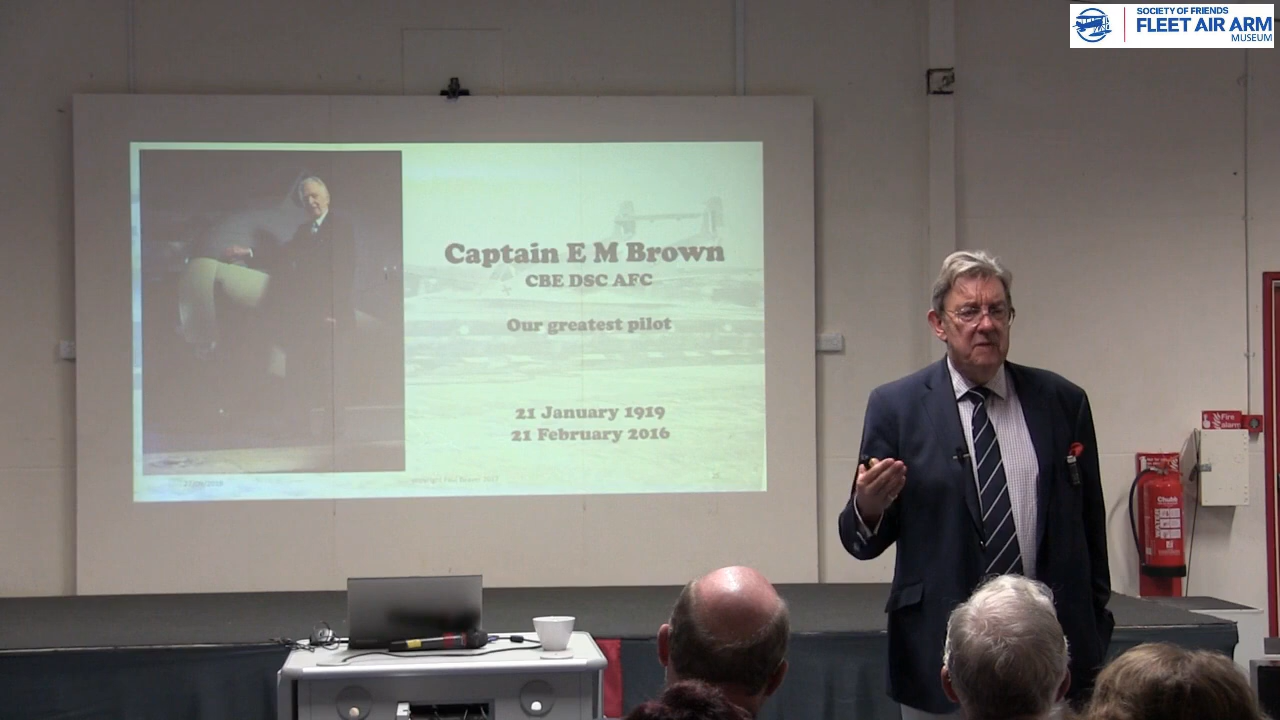 SOCIETY OF FRIENDS
FLEET AIR ARM
MUSEUM
Captain E M Brown
CBE DSC AFC
Our greatest pilot
21 January 1919
21 February 2016
Fire
alarm
Chubb